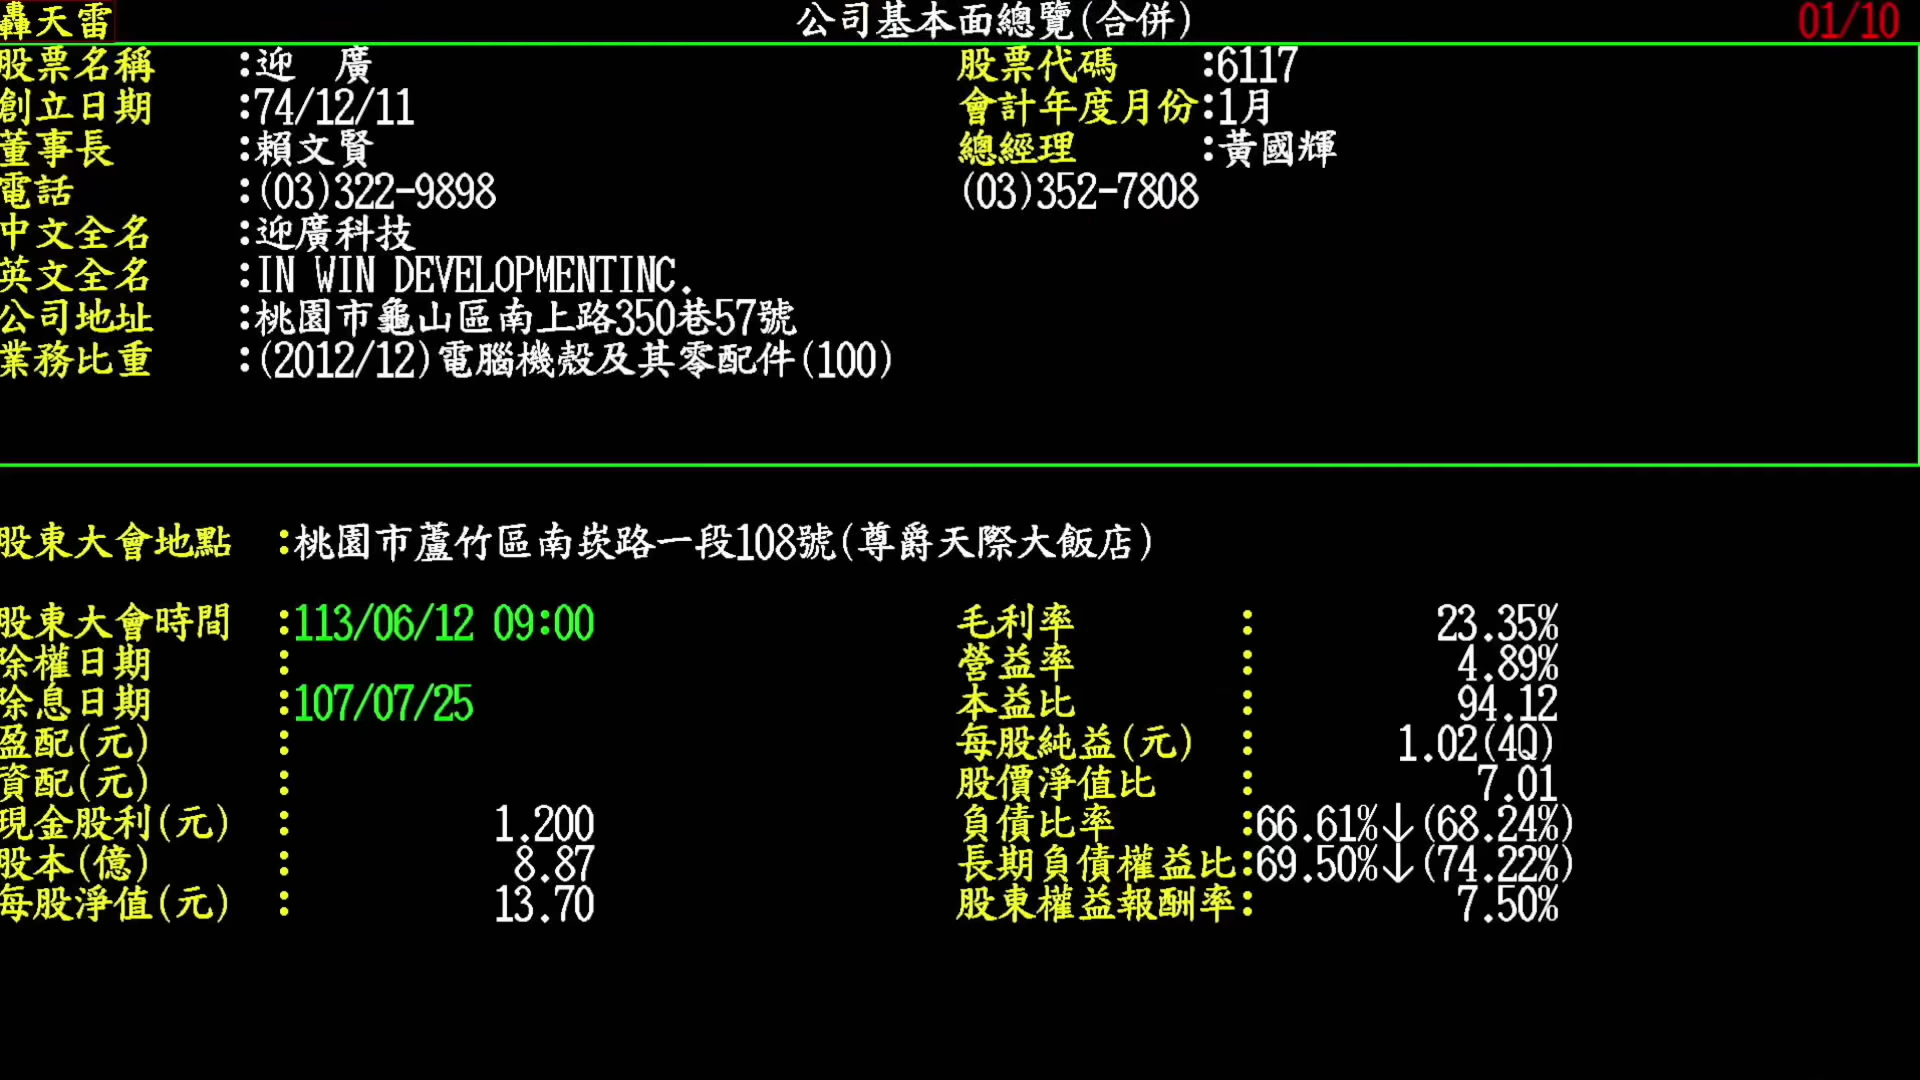 轟天雷 公司基本面總覽(合併) 01/10
股票名稱 :迎 廣 股票代碼 :6117
創立日期 :74/12/11 會計年度月份:1月
董事長 :賴文賢 總經理 :黃國輝
電話 :(03)322-9898 (03)352-7808
中文全名 :迎廣科技
英文全名 :IN WIN DEVELOPMENTINC.
公司地址 :桃園市龜山區南上路350巷57號
業務比重 :(2012/12)電腦機殼及其零配件(100)
股東大會地點 :桃園市蘆竹區南崁路一段108號(尊爵天際大飯店)
股東大會時間 :113/06/12 09:00 毛利率 : 23.35%
除權日期 : 營益率 : 4.89%
除息日期 :107/07/25 本益比 : 94.12
盈配(元) : 每股純益(元) : 1.02(4Q)
資配(元) : 股價淨值比 : 7.01
現金股利(元) : 1.200 負債比率 :66.61%↓(68.24%)
股本(億) : 8.87 長期負債權益比:69.50%↓(74.22%)
每股淨值(元) : 13.70 股東權益報酬率: 7.50%